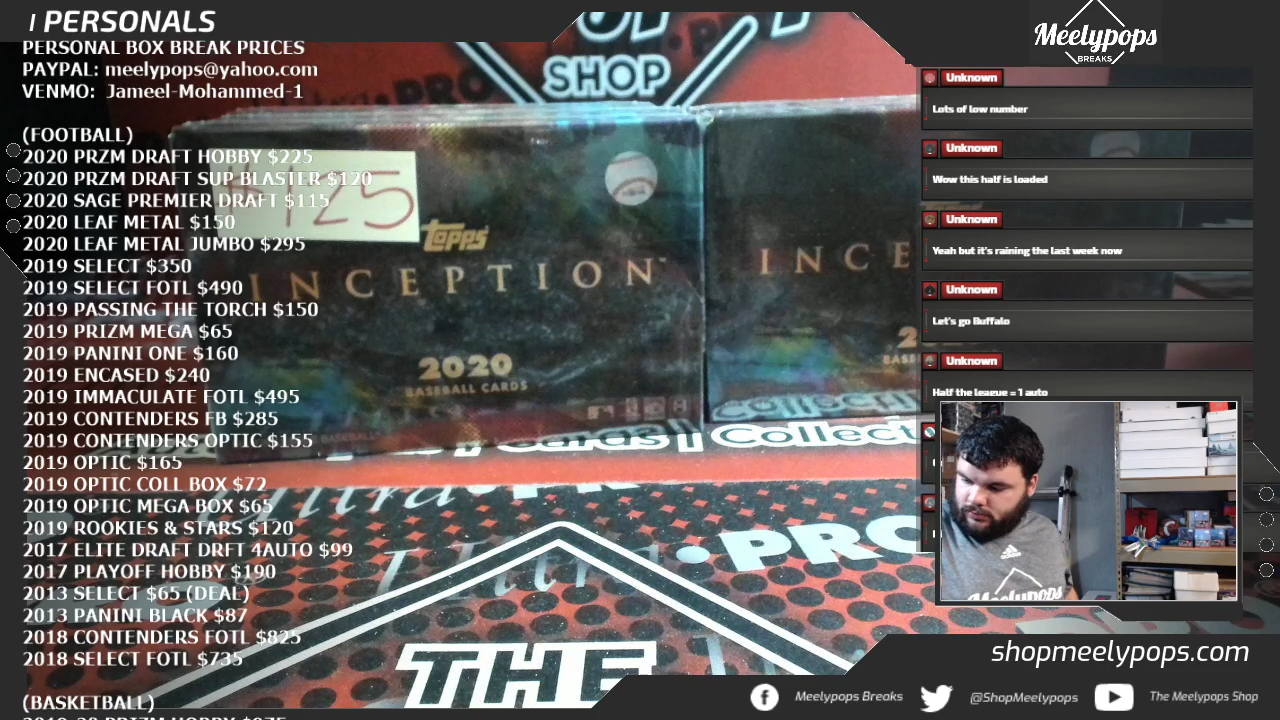 PERSONALS
PERSONAL BOX BREAK PRICES
PAYPAL: meelypops@yahoo.com
VENMO: Jameel-Mohammed-1
(FOOTBALL)
2020 PRZM DRAFT HOBBY $225
2020 PRZM DRAFT SUP BLASTER $120
2020 SAGE PREMIER DRAFT $115
2020 LEAF METAL $150
2020 LEAF METAL JUMBO $295
2019 SELECT $350
2019 SELECT FOTL $490
2019 PASSING THE TORCH $150
2019 PRIZM MEGA $65
2019 PANINI ONE $160
2019 ENCASED $240
2019 IMMACULATE FOTL $495
2019 CONTENDERS FB $285
2019 CONTENDERS OPTIC $155
2019 OPTIC $165
2019 OPTIC COLL BOX $72
2019 OPTIC MEGA BOX $65
2019 ROOKIES & STARS $120
2017 ELITE DRAFT DRFT 4AUTO $99
2017 PLAYOFF HOBBY $190
2013 SELECT $65 (DEAL)
2013 PANINI BLACK $87
2018 CONTENDERS FOTL $825
2018 SELECT FOTL $735
(BASKETBALL)
SHOP
PRO
TOPPS
INCEPTION
2020
BASEBALL CARDS
INCE
Cards
Collect
Ultra PRO
THE
Meelypops
BREAKS
Unknown
Lots of low number
Unknown
Wow this half is loaded
Unknown
Yeah but it's raining the last week now
Unknown
Let's go Buffalo
Unknown
Half the league = 1 auto
Meelypops
shopmeelypops.com
Meelypops Breaks
@ShopMeelypops
The Meelypops Shop